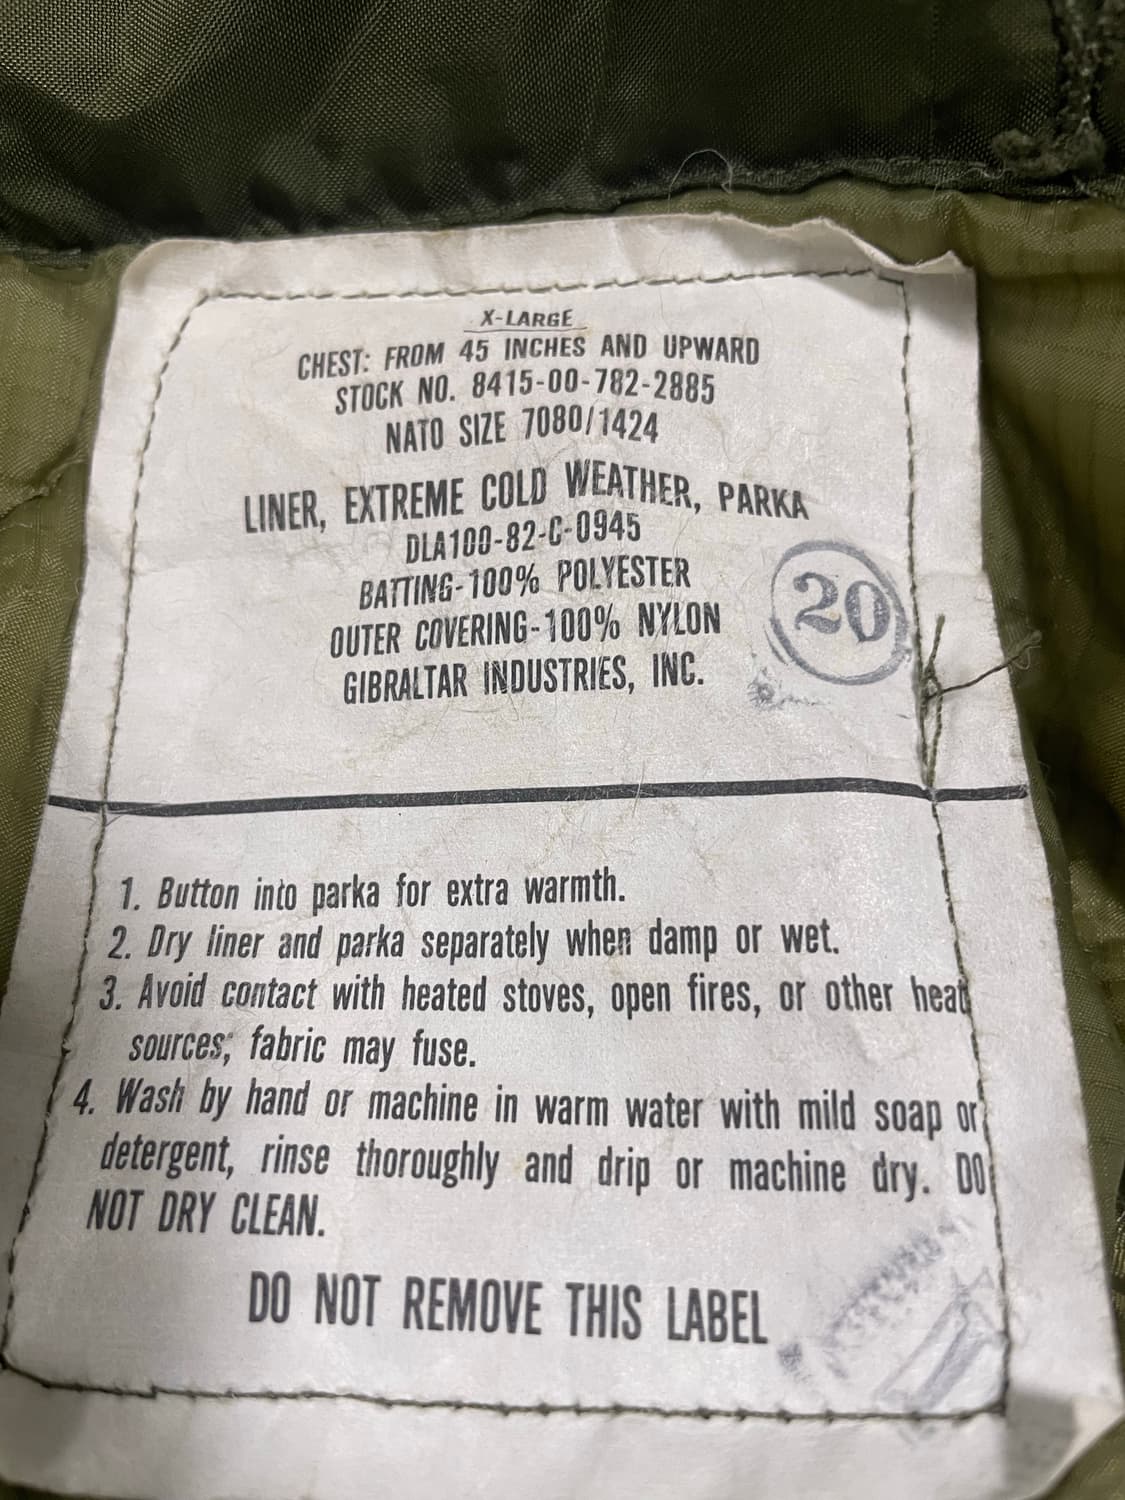 X-LARGE
CHEST: FROM 45 INCHES AND UPWARD
STOCK NO. 8415-00-782-2885
NATO SIZE 7080/1424
LINER, EXTREME COLD WEATHER, PARKA
DLA100-82-C-0945
BATTING-100% POLYESTER
OUTER COVERING-100% NYLON
GIBRALTAR INDUSTRIES, INC.
20
1. Button into parka for extra warmth.
2. Dry liner and parka separately when damp or wet.
3. Avoid contact with heated stoves, open fires, or other heat
sources; fabric may fuse.
4. Wash by hand or machine in warm water with mild soap or
detergent, rinse thoroughly and drip or machine dry. DO
NOT DRY CLEAN.
DO NOT REMOVE THIS LABEL